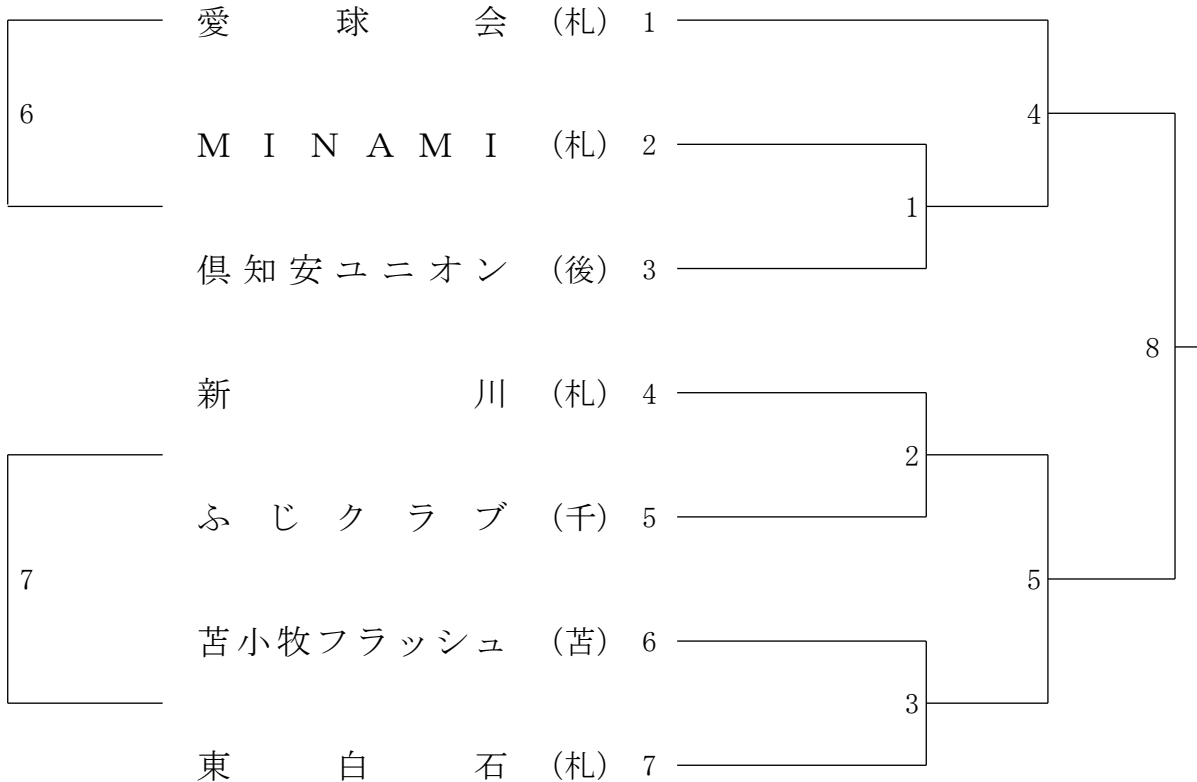 愛球会 (札) 1
6
4
MINAMI (札) 2
1
倶知安ユニオン (後) 3
8
新川 (札) 4
2
ふじクラブ (千) 5
7
5
苫小牧フラッシュ (苫) 6
3
東白石 (札) 7